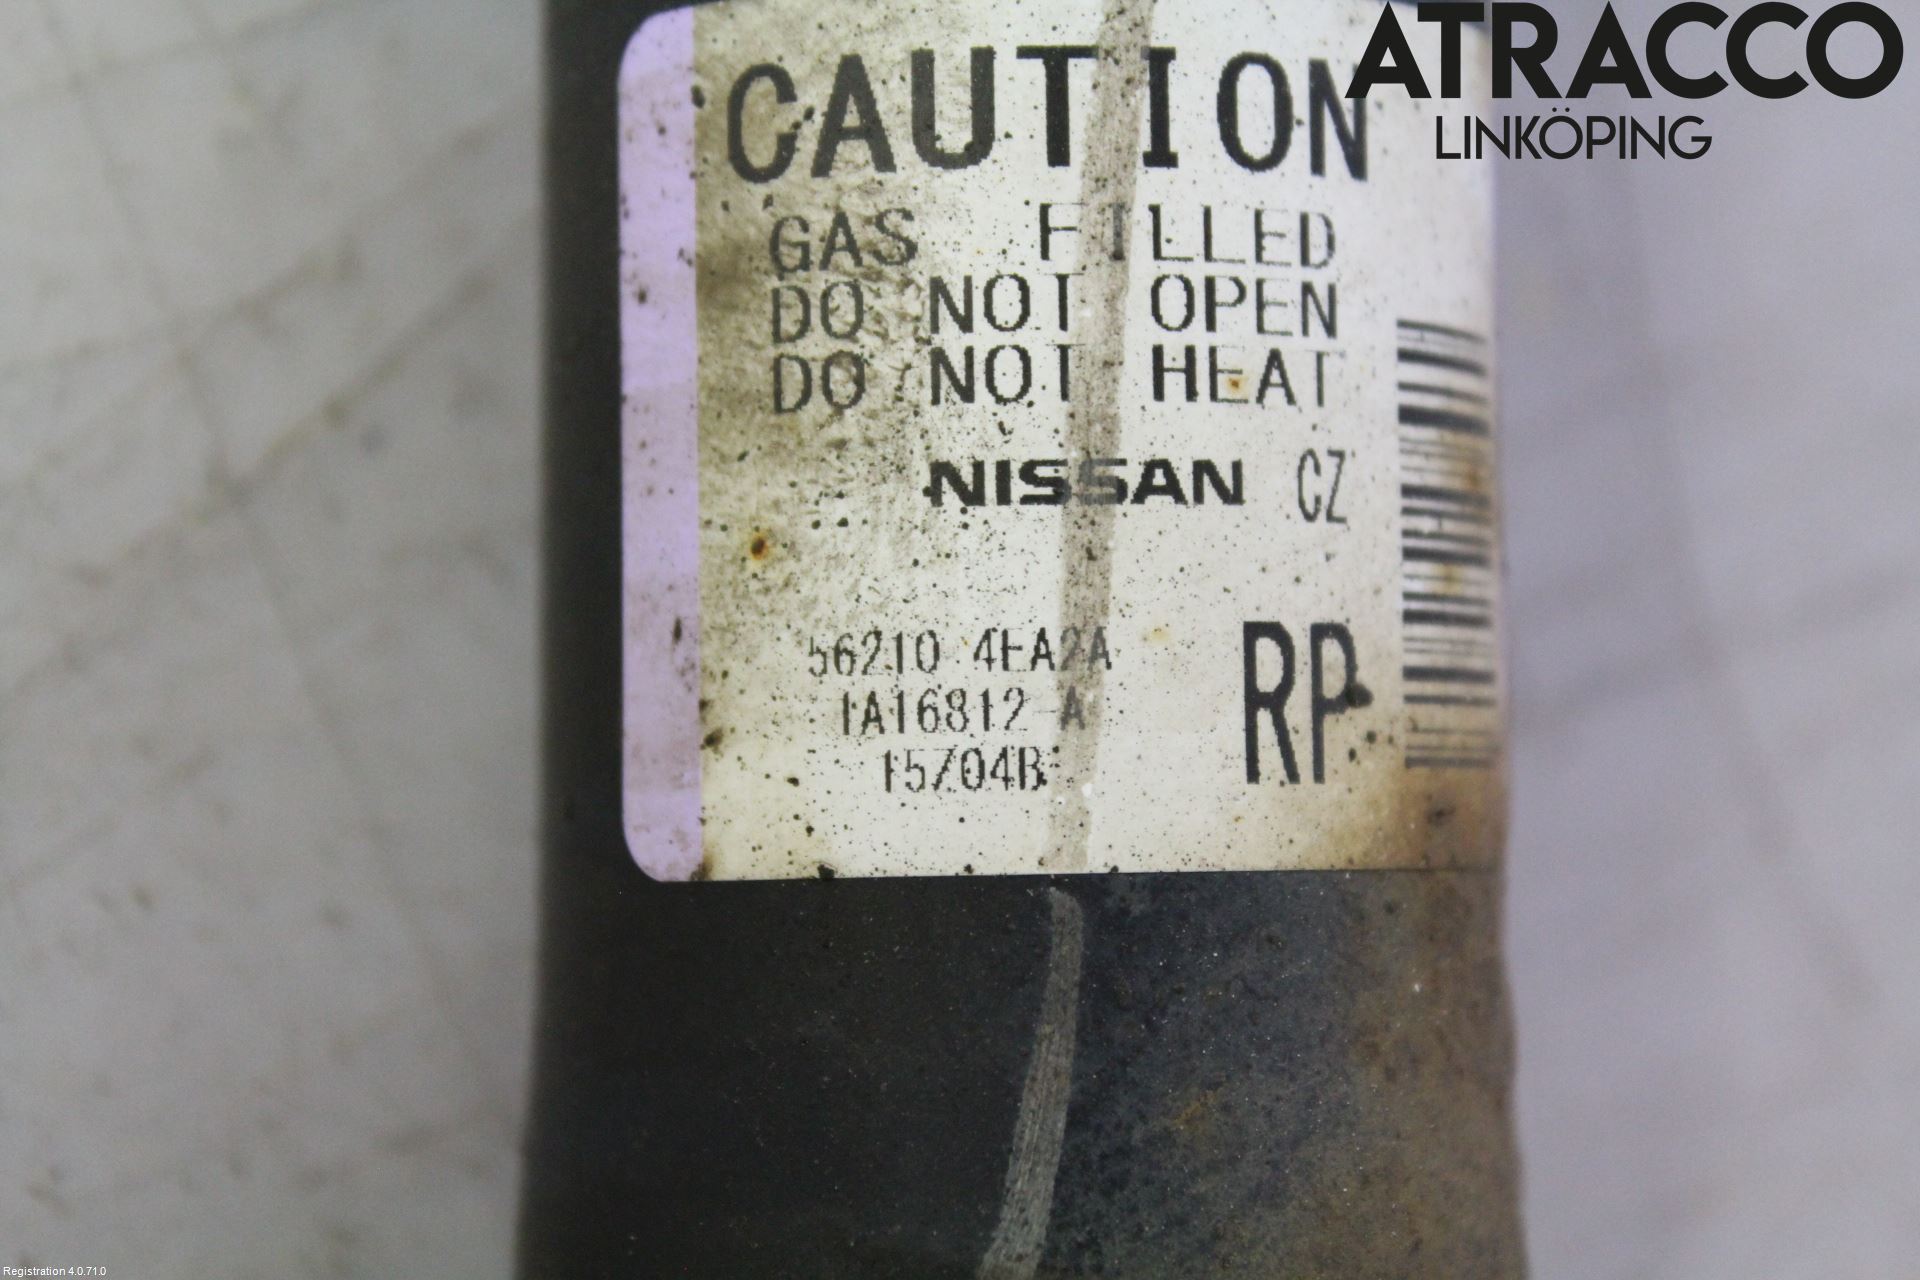 ATRACCO
LINKÖPING
CAUTION
GAS FILLED
DO NOT OPEN
DO NOT HEAT
NISSAN CZ
56210 4EA2A
1A16812-A
15Z04B
RP
Registration 4.0.71.0